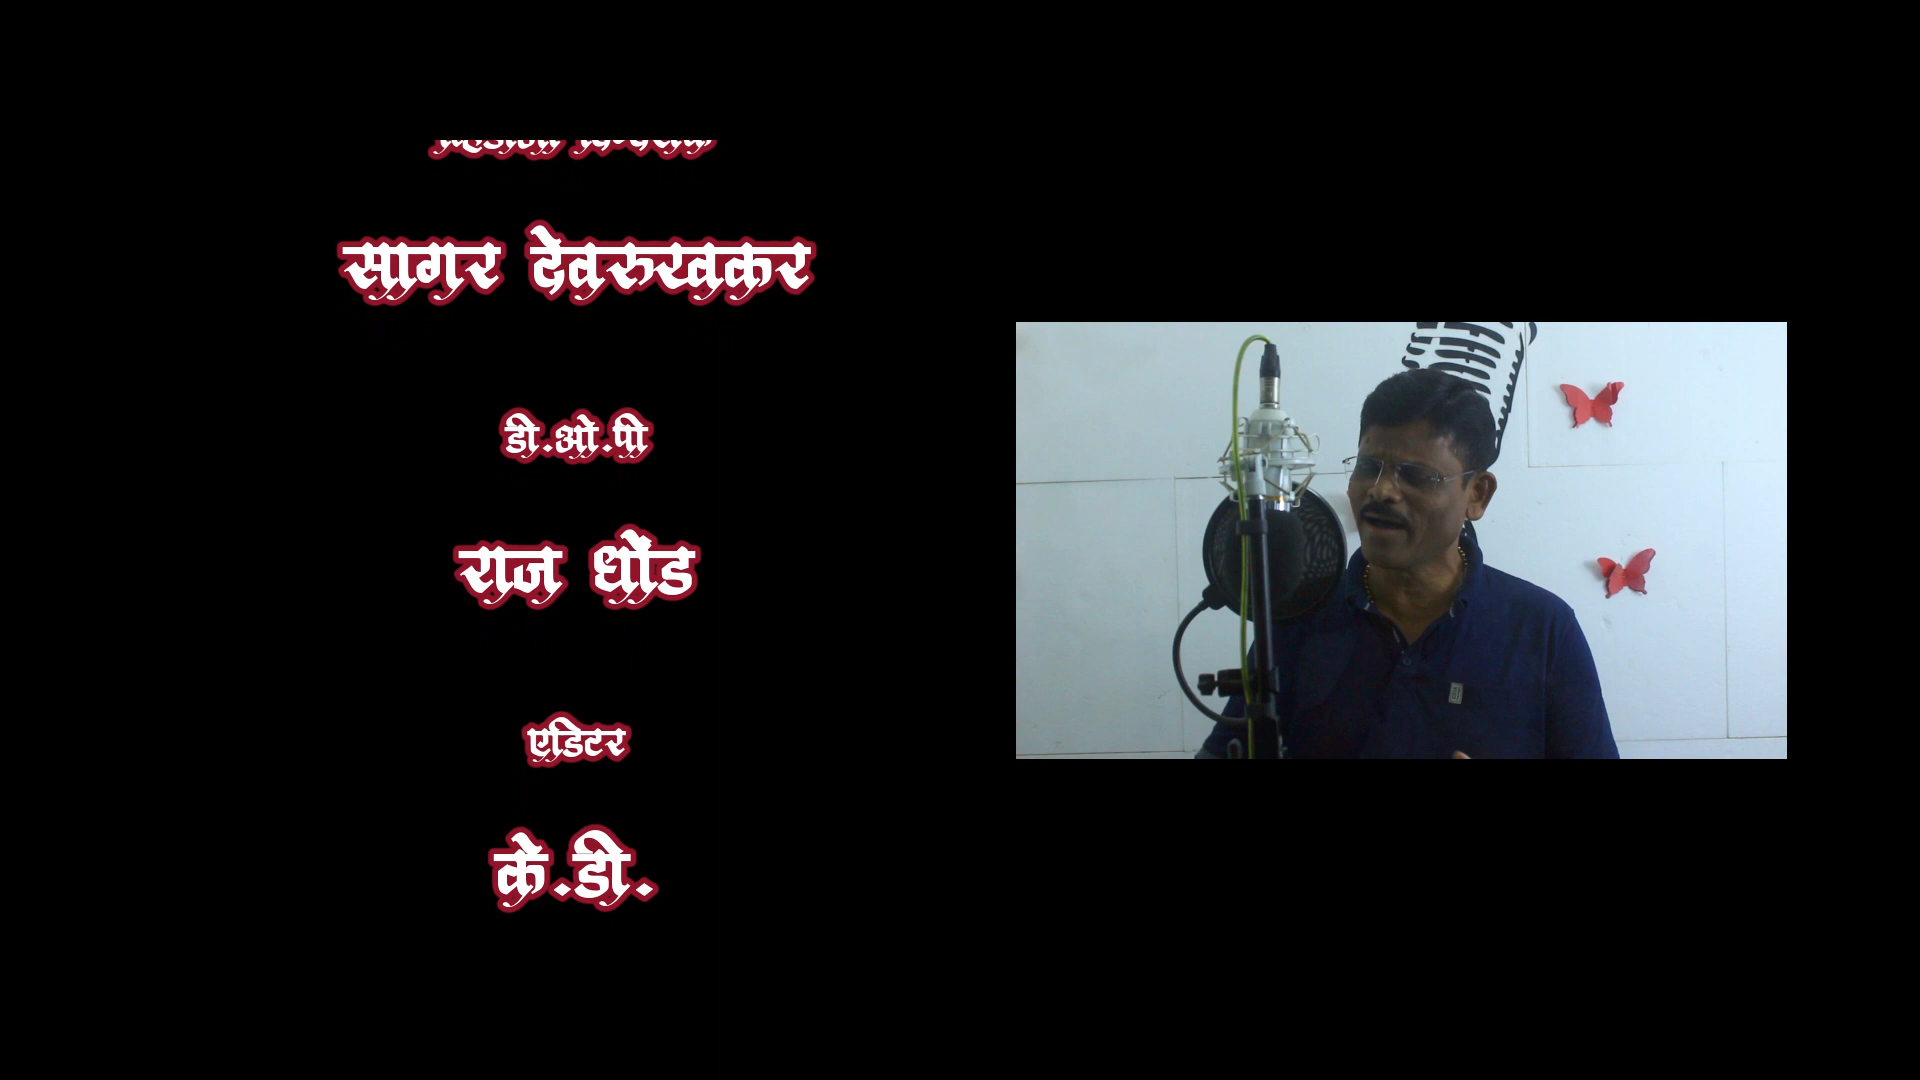 सागर देवरुखकर
डी.ओ.पी
राज धोंड
एडिटर
के.डी.